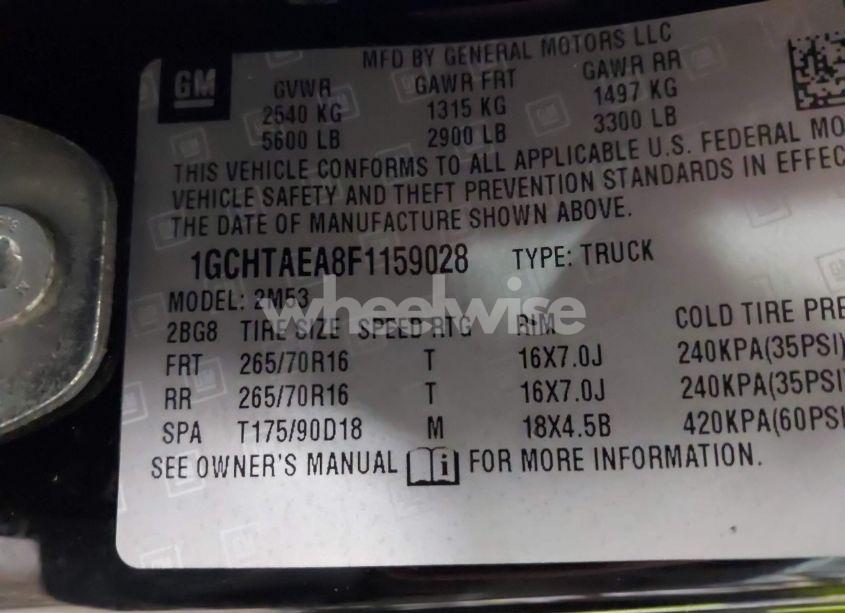 MFD BY GENERAL MOTORS LLC
GM GVWR GAWR FRT GAWR RR
2540 KG 1315 KG 1497 KG
5600 LB 2900 LB 3300 LB
THIS VEHICLE CONFORMS TO ALL APPLICABLE U.S. FEDERAL MO
VEHICLE SAFETY AND THEFT PREVENTION STANDARDS IN EFFEC
THE DATE OF MANUFACTURE SHOWN ABOVE.
1GCHTAEA8F1159028 TYPE: TRUCK
MODEL: 2M53
wheelwise
2BG8 TIRE SIZE SPEED RTG RIM COLD TIRE PRE
FRT 265/70R16 T 16X7.0J 240KPA(35PSI)
RR 265/70R16 T 16X7.0J 240KPA(35PSI)
SPA T175/90D18 M 18X4.5B 420KPA(60PSI
SEE OWNER'S MANUAL FOR MORE INFORMATION.